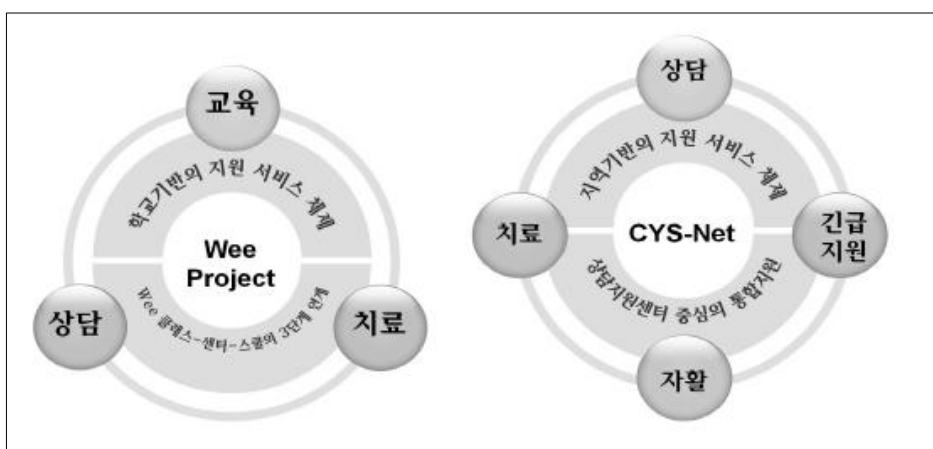 교육
학교기반의 지원 서비스 체제
Wee
Project
Wee 클래스-센터-스쿨의 3단계 연계
상담
치료
상담
지역기반의 지원 서비스 체제
치료
CYS-Net
긴급
지원
상담지원센터 중심의 통합지원
자활